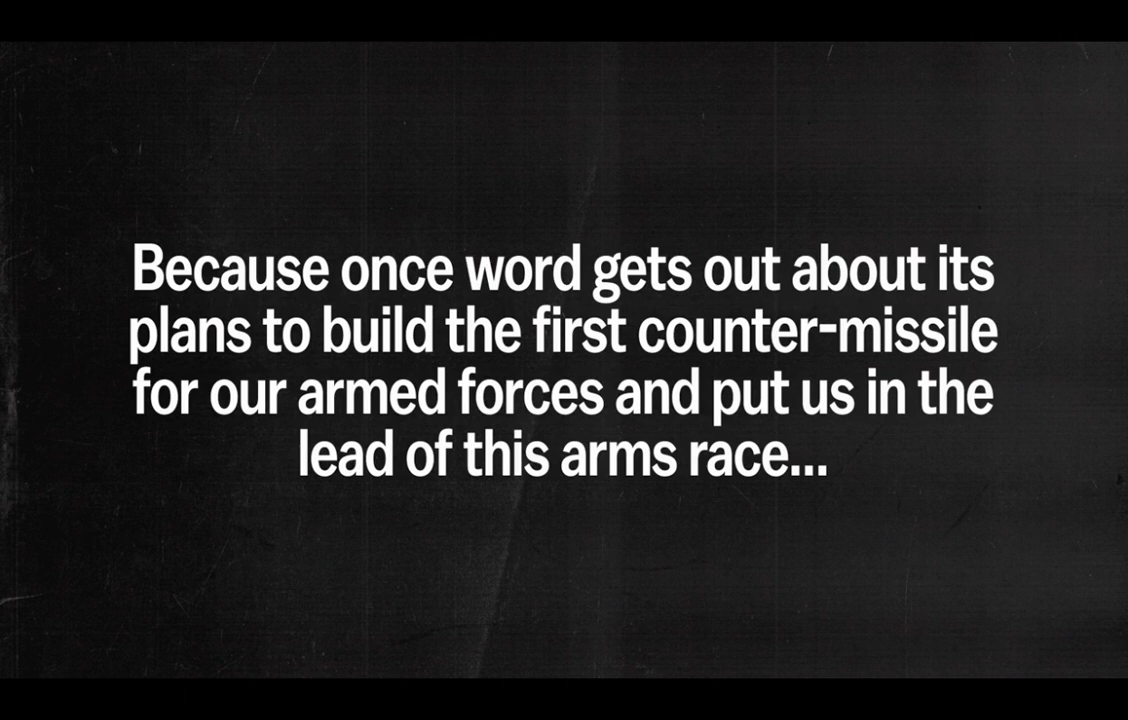 Because once word gets out about its
plans to build the first counter-missile
for our armed forces and put us in the
lead of this arms race...